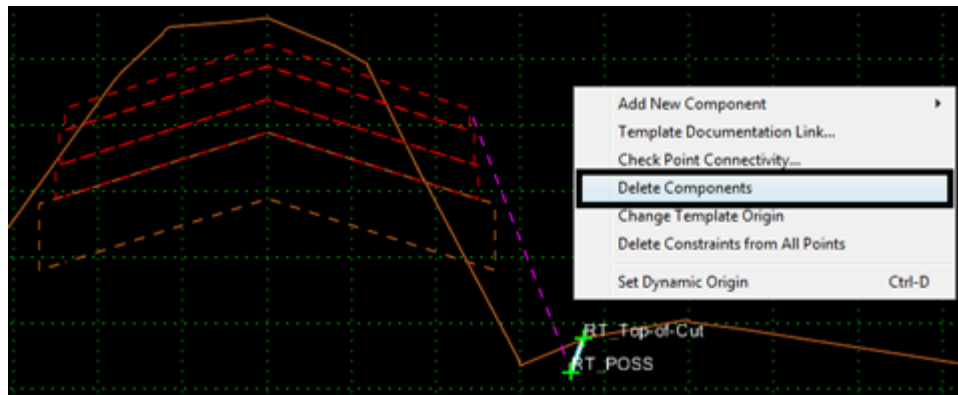 Add New Component
Template Documentation Link...
Check Point Connectivity...
Delete Components
Change Template Origin
Delete Constraints from All Points
Set Dynamic Origin Ctrl-D
RT_Top-of-Cut
RT_POSS